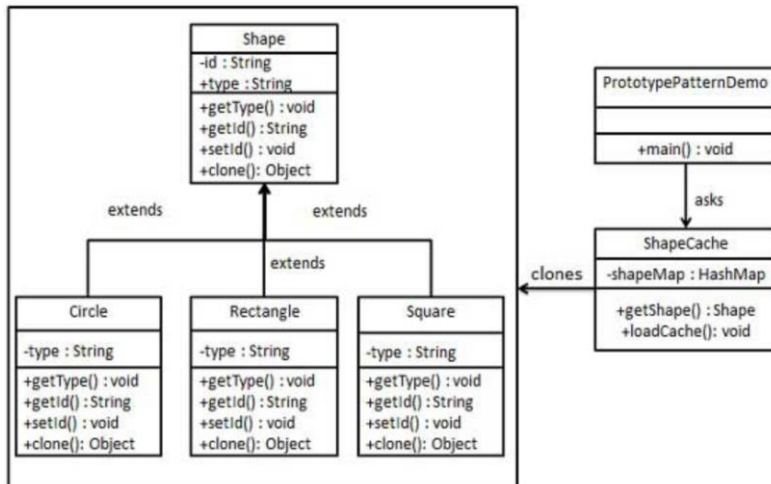 Shape
-id : String
+type : String
+getType() : void
+getId() : String
+setId() : void
+clone(): Object
extends
extends
extends
Circle
-type : String
+getType() : void
+getId() : String
+setId() : void
+clone(): Object
Rectangle
-type : String
+getType() : void
+getId() : String
+setId() : void
+clone(): Object
Square
-type : String
+getType() : void
+getId() : String
+setId() : void
+clone(): Object
PrototypePatternDemo
+main() : void
asks
ShapeCache
-shapeMap : HashMap
+getShape() : Shape
+loadCache(): void
clones